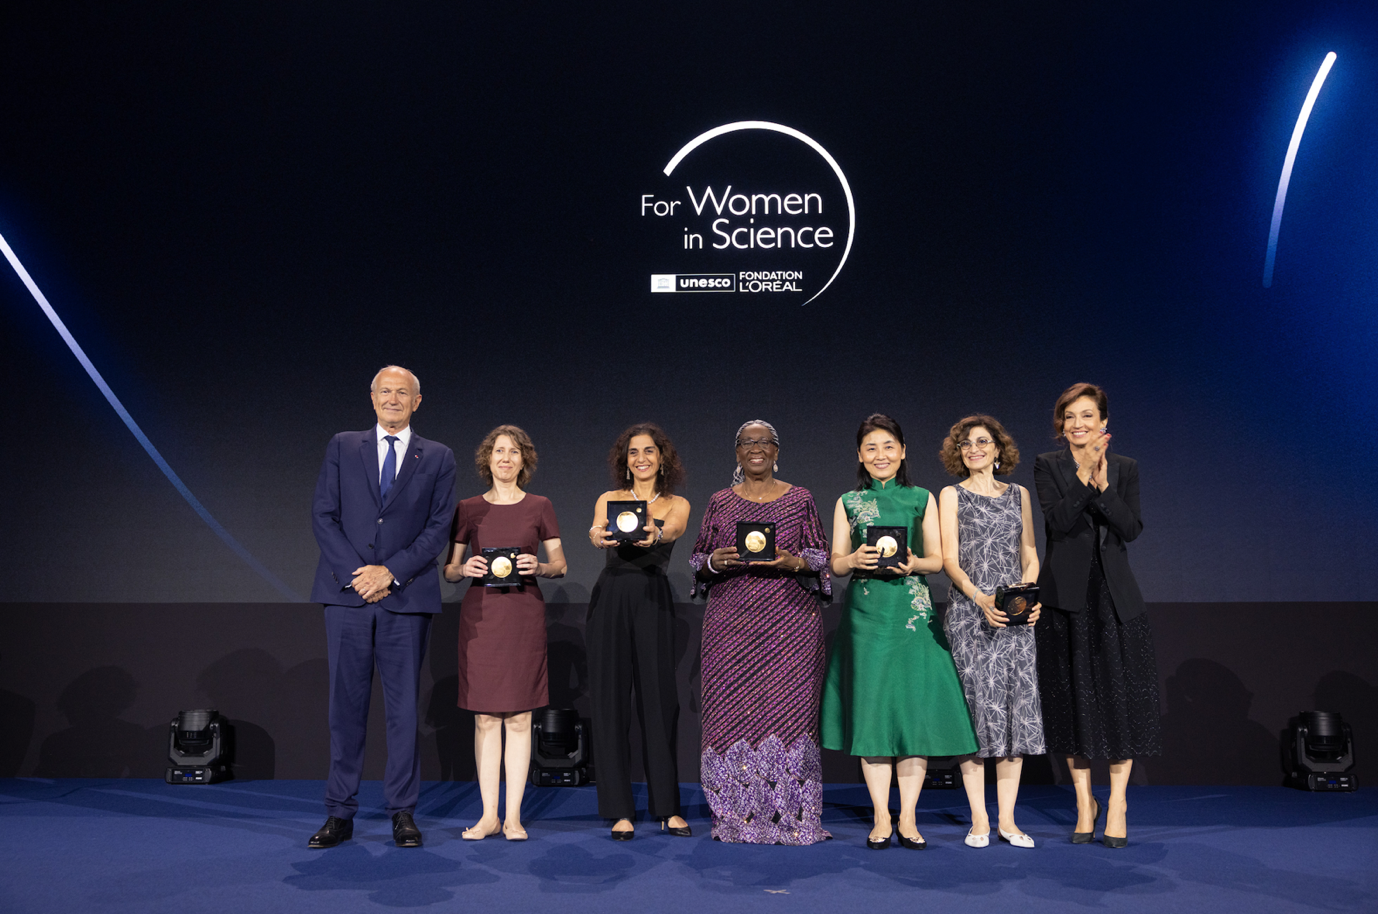 For Women
in Science
unesco
FONDATION
L'ORÉAL